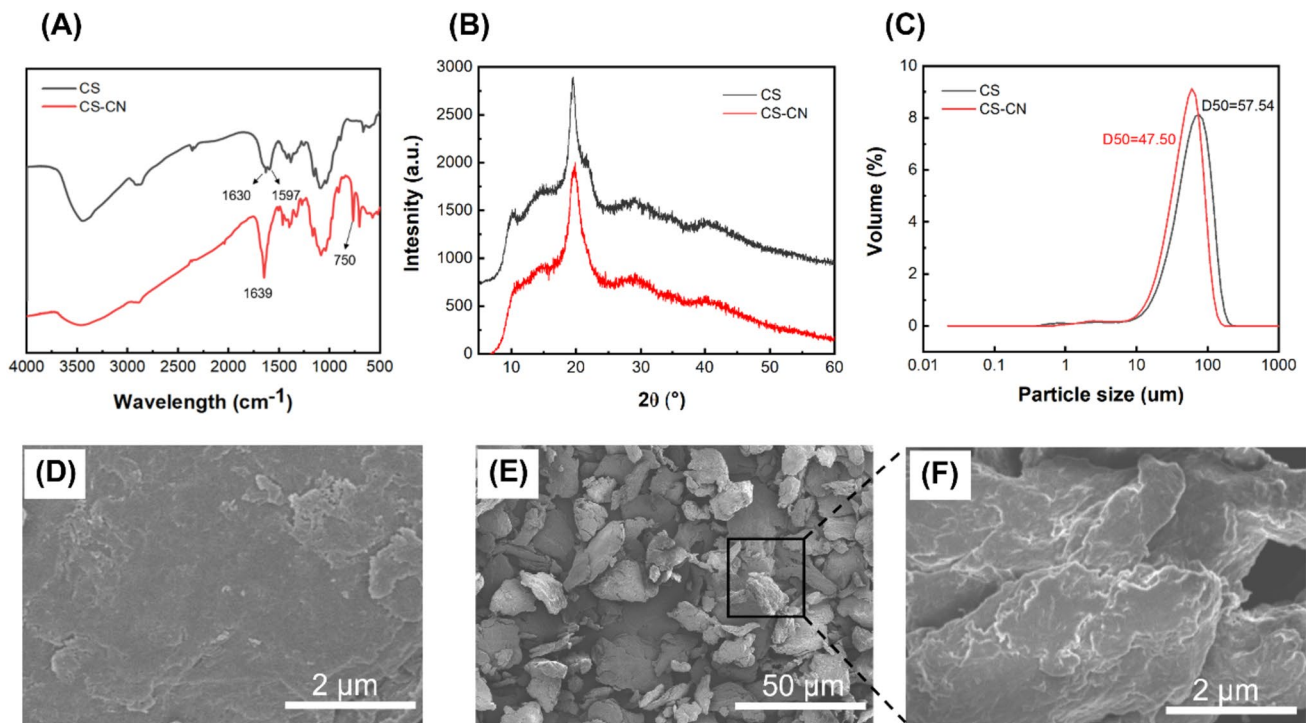 (A)
CS
CS-CN
1630
1597
1639
750
4000 3500 3000 2500 2000 1500 1000 500
Wavelength (cm-1)
(B)
3000
2500
2000
1500
1000
500
0
Intesnity (a.u.)
CS
CS-CN
10 20 30 40 50 60
2θ (°)
(C)
10
8
6
4
2
0
Volume (%)
CS
CS-CN
D50=57.54
D50=47.50
0.01 0.1 1 10 100 1000
Particle size (um)
(D)
2 μm
(E)
50 μm
(F)
2 μm